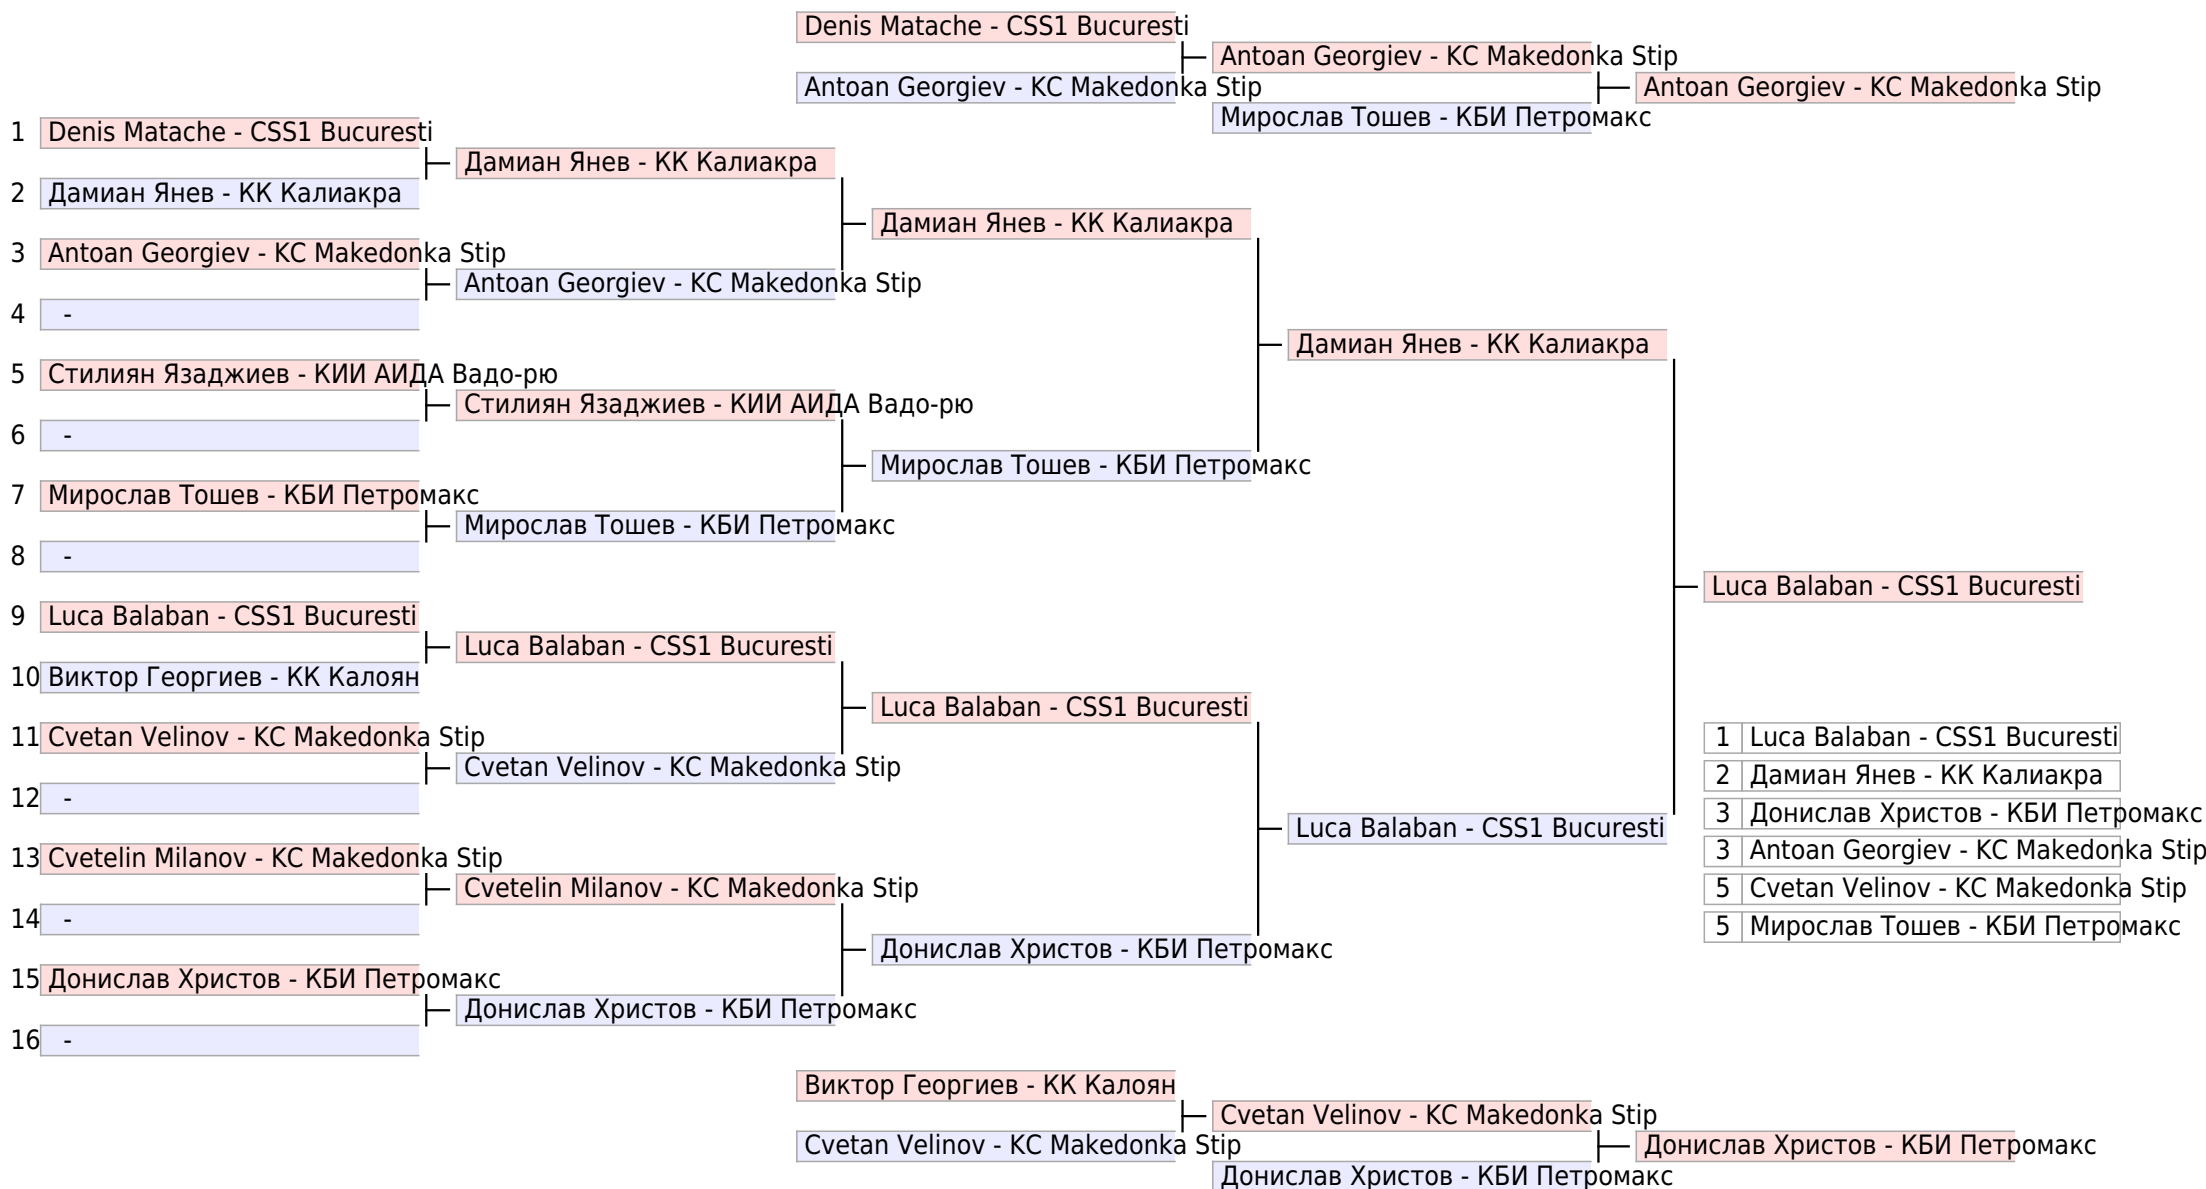 Denis Matache - CSS1 Bucuresti
Antoan Georgiev - KC Makedonka Stip
Antoan Georgiev - KC Makedonka Stip
Antoan Georgiev - KC Makedonka Stip
Мирослав Тошев - КБИ Петромакс
1 Denis Matache - CSS1 Bucuresti
Дамиан Янев - КК Калиакра
2 Дамиан Янев - КК Калиакра
Дамиан Янев - КК Калиакра
3 Antoan Georgiev - KC Makedonka Stip
Antoan Georgiev - KC Makedonka Stip
4 -
Дамиан Янев - КК Калиакра
5 Стилиян Язаджиев - КИИ АИДА Вадо-рю
Стилиян Язаджиев - КИИ АИДА Вадо-рю
6 -
Мирослав Тошев - КБИ Петромакс
7 Мирослав Тошев - КБИ Петромакс
Мирослав Тошев - КБИ Петромакс
8 -
Luca Balaban - CSS1 Bucuresti
9 Luca Balaban - CSS1 Bucuresti
Luca Balaban - CSS1 Bucuresti
10 Виктор Георгиев - КК Калоян
Luca Balaban - CSS1 Bucuresti
11 Cvetan Velinov - KC Makedonka Stip
Cvetan Velinov - KC Makedonka Stip
12 -
Luca Balaban - CSS1 Bucuresti
13 Cvetelin Milanov - KC Makedonka Stip
Cvetelin Milanov - KC Makedonka Stip
14 -
Донислав Христов - КБИ Петромакс
15 Донислав Христов - КБИ Петромакс
Донислав Христов - КБИ Петромакс
16 -
1 Luca Balaban - CSS1 Bucuresti
2 Дамиан Янев - КК Калиакра
3 Донислав Христов - КБИ Петромакс
3 Antoan Georgiev - KC Makedonka Stip
5 Cvetan Velinov - KC Makedonka Stip
5 Мирослав Тошев - КБИ Петромакс
Виктор Георгиев - КК Калоян
Cvetan Velinov - KC Makedonka Stip
Cvetan Velinov - KC Makedonka Stip
Донислав Христов - КБИ Петромакс
Донислав Христов - КБИ Петромакс